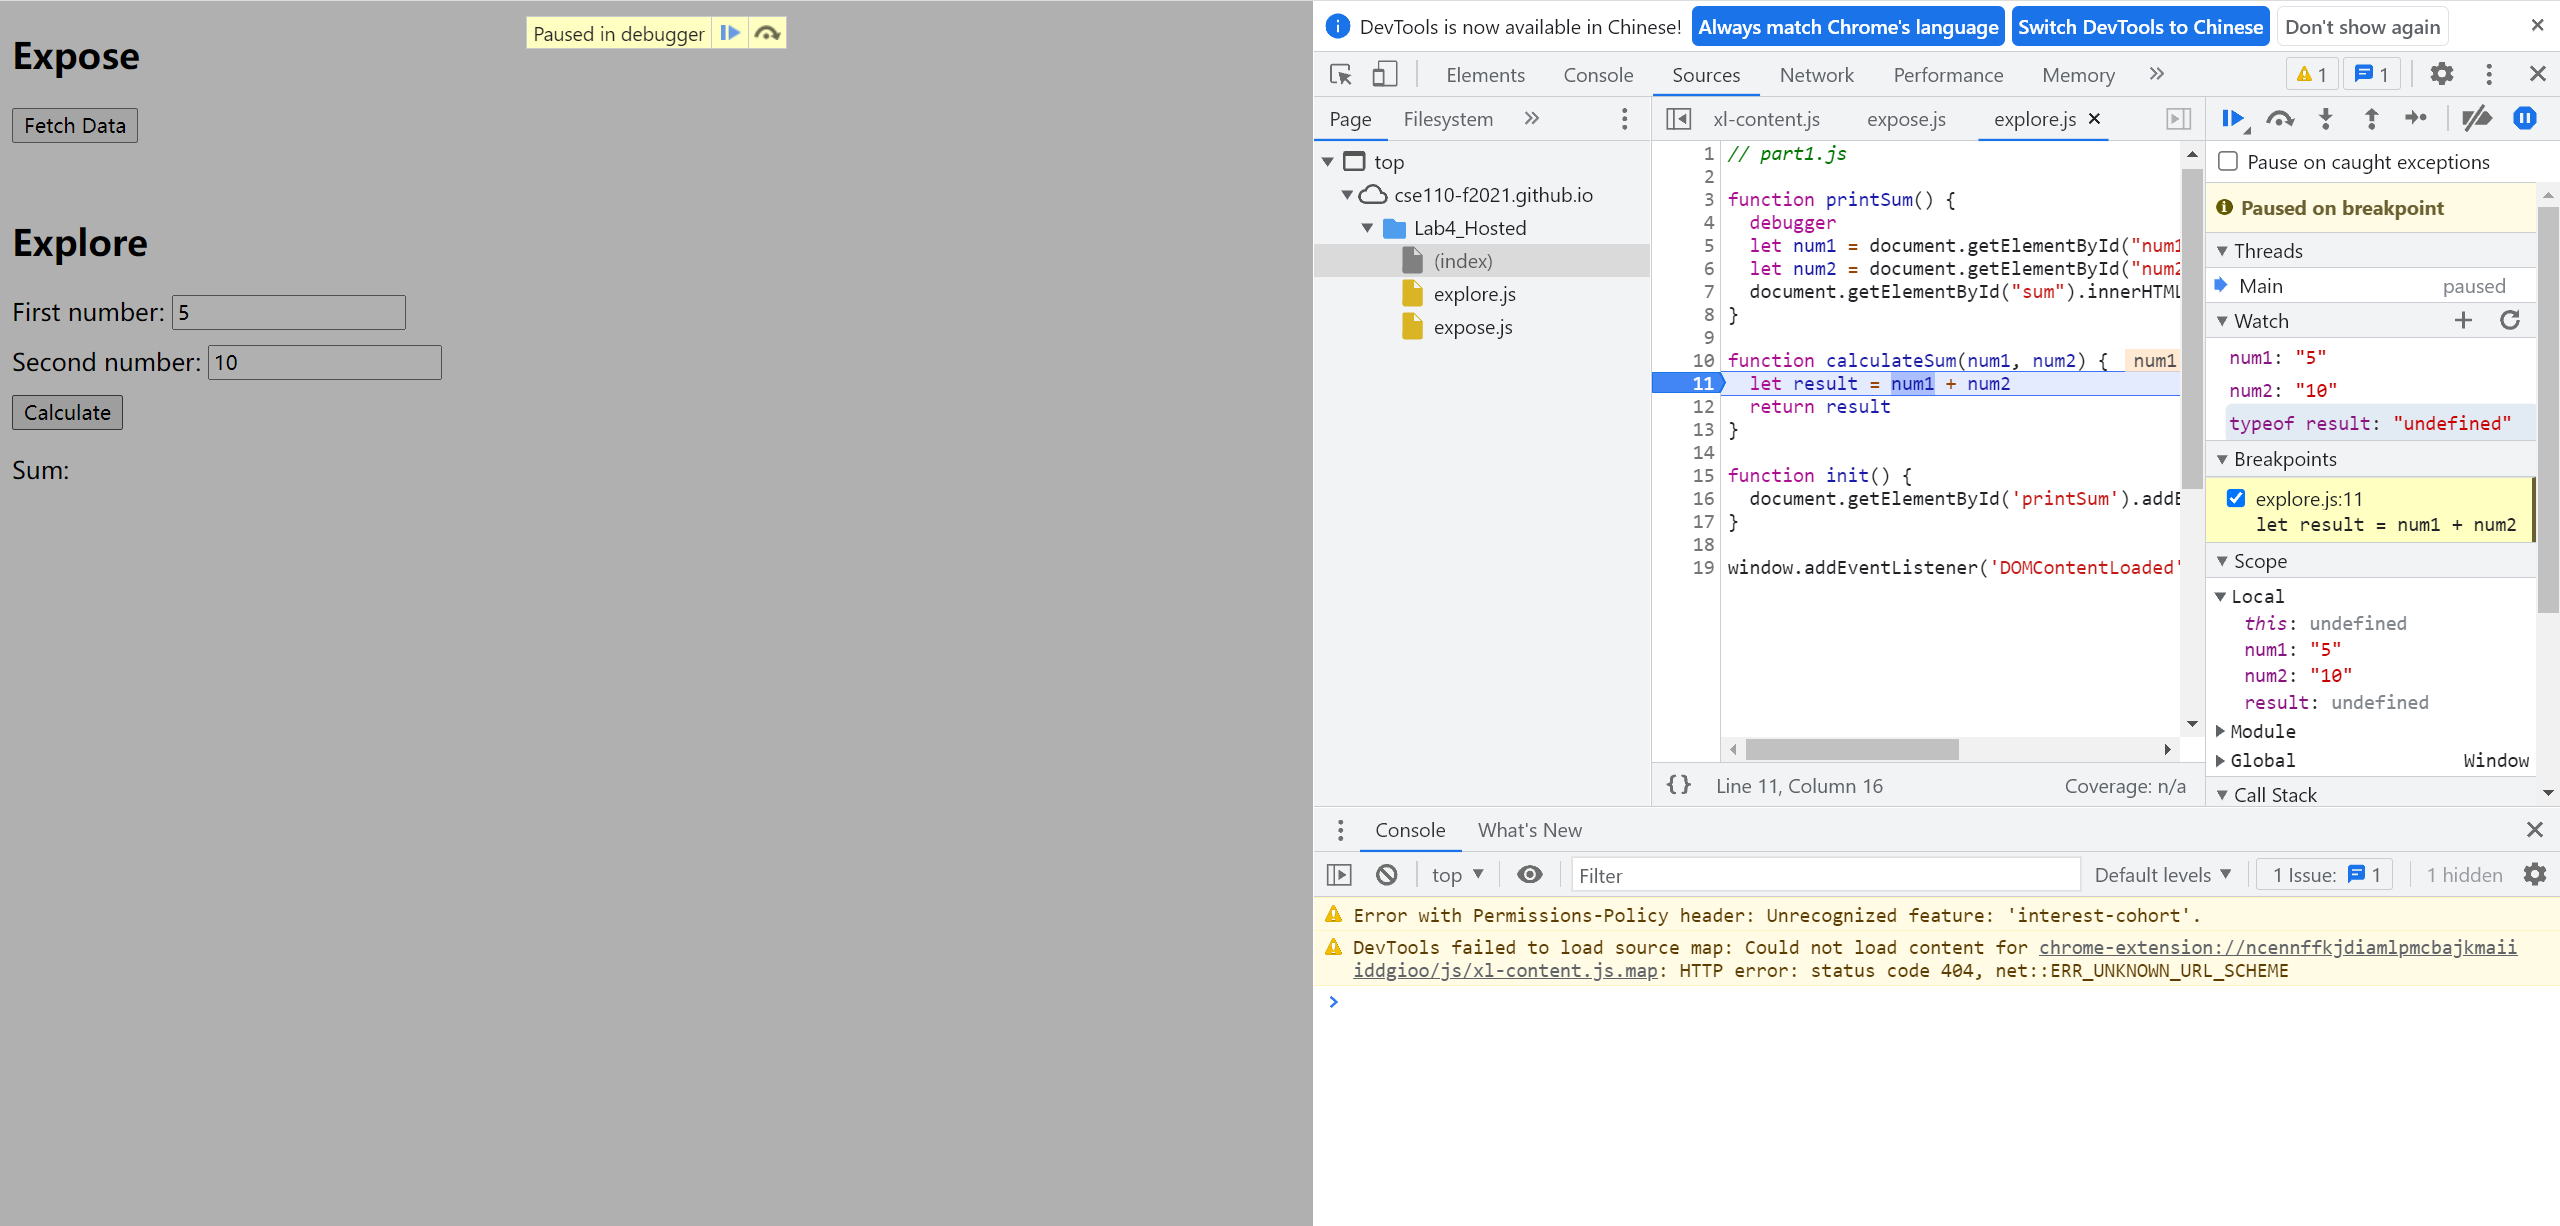 Paused in debugger
Expose
Fetch Data
Explore
First number: 5
Second number: 10
Calculate
Sum:
DevTools is now available in Chinese! Always match Chrome's language Switch DevTools to Chinese Don't show again
Elements Console Sources Network Performance Memory 1 1
Page Filesystem
top
cse110-f2021.github.io
Lab4_Hosted
(index)
explore.js
expose.js
xl-content.js expose.js explore.js
1 // part1.js
2
3 function printSum() {
4 debugger
5 let num1 = document.getElementById("num1
6 let num2 = document.getElementById("num2
7 document.getElementById("sum").innerHTML
8 }
9
10 function calculateSum(num1, num2) { num1
11 let result = num1 + num2
12 return result
13 }
14
15 function init() {
16 document.getElementById('printSum').addE
17 }
18
19 window.addEventListener('DOMContentLoaded'
{} Line 11, Column 16 Coverage: n/a
Pause on caught exceptions
Paused on breakpoint
Threads
Main paused
Watch
num1: "5"
num2: "10"
typeof result: "undefined"
Breakpoints
explore.js:11
let result = num1 + num2
Scope
Local
this: undefined
num1: "5"
num2: "10"
result: undefined
Module
Global Window
Call Stack
Console What's New
top Filter Default levels 1 Issue: 1 1 hidden
Error with Permissions-Policy header: Unrecognized feature: 'interest-cohort'.
DevTools failed to load source map: Could not load content for chrome-extension://ncennffkjdiamlpmcbajkmaii
iddgioo/js/xl-content.js.map: HTTP error: status code 404, net::ERR_UNKNOWN_URL_SCHEME